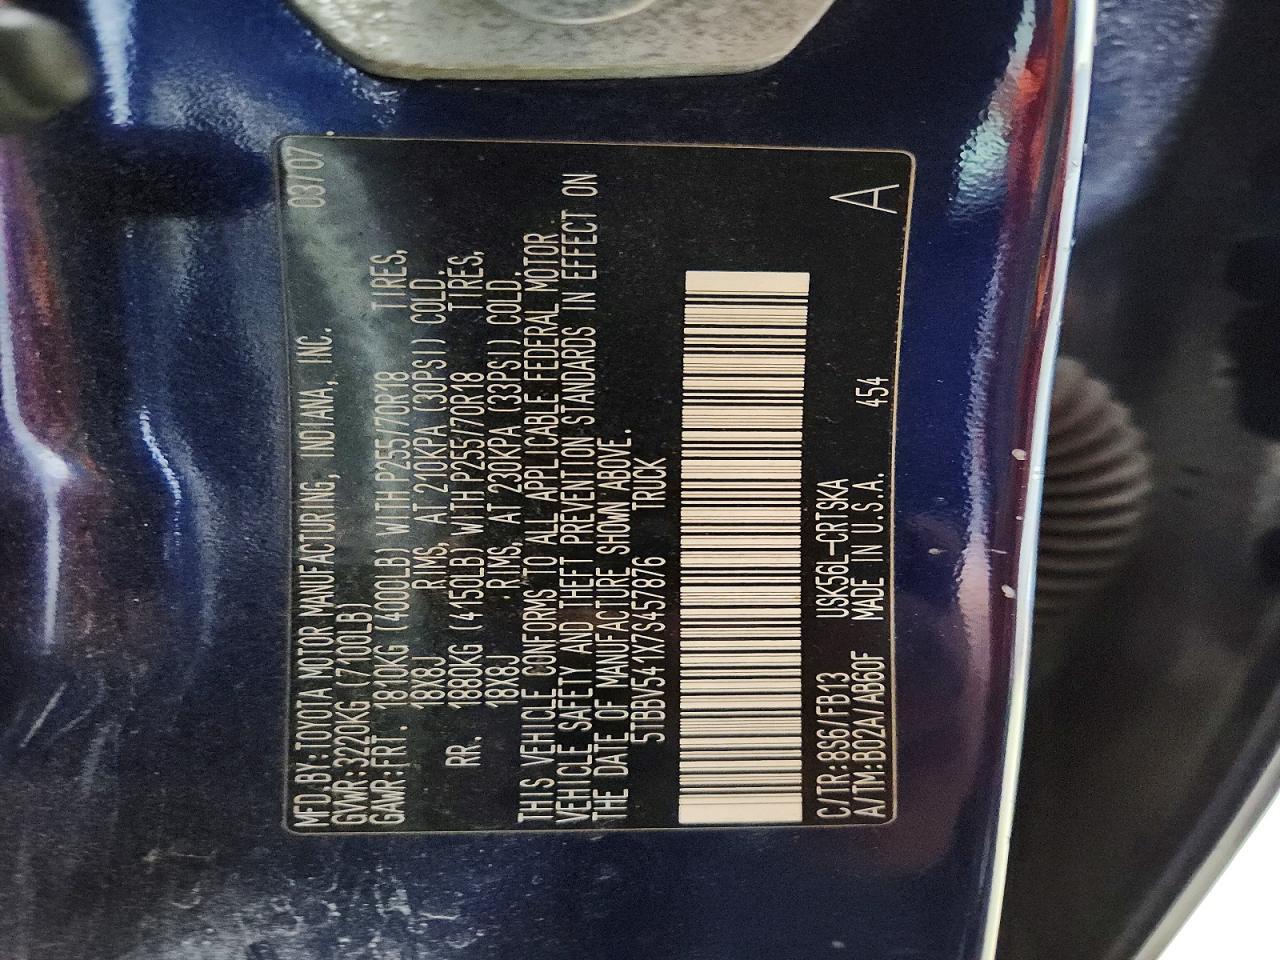 MFD.BY:TOYOTA MOTOR MANUFACTURING, INDIANA, INC. 03/07
GVWR:3220KG (7100LB)
GAWR:FRT. 1810KG (4000LB) WITH P255/70R18 TIRES,
18X8J RIMS, AT 210KPA (30PSI) COLD.
RR. 1880KG (4150LB) WITH P255/70R18 TIRES,
18X8J RIMS, AT 230KPA (33PSI) COLD.
THIS VEHICLE CONFORMS TO ALL APPLICABLE FEDERAL MOTOR
VEHICLE SAFETY AND THEFT PREVENTION STANDARDS IN EFFECT ON
THE DATE OF MANUFACTURE SHOWN ABOVE.
5TBBV541X7S457876 TRUCK
C/TR:8S6/FB13 USK56L-CRTSKA
A/TM:B02A/AB60F MADE IN U.S.A. 454 A